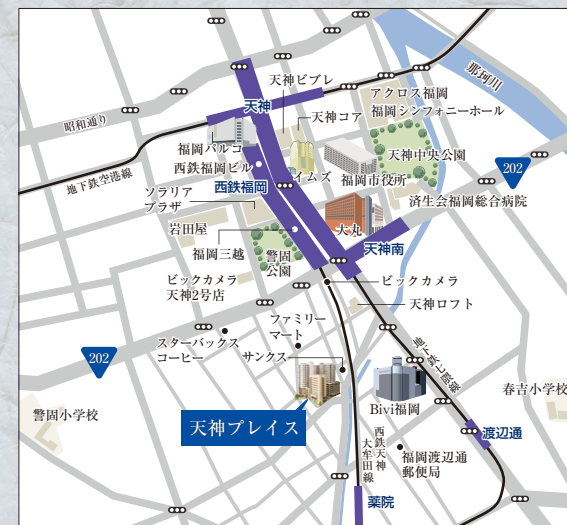 那珂川
天神ビブレ
天神
アクロス福岡
福岡シンフォニーホール
昭和通り
天神コア
福岡パルコ
天神中央公園
西鉄福岡ビル
イムズ
福岡市役所
202
地下鉄空港線
西鉄福岡
ソラリア
プラザ
済生会福岡総合病院
岩田屋
大丸
福岡三越
警固
公園
天神南
ビックカメラ
天神2号店
ビックカメラ
天神ロフト
ファミリー
マート
スターバックス
コーヒー
サンクス
地下鉄七隈線
202
春吉小学校
Bivi福岡
警固小学校
天神プレイス
渡辺通
西鉄天神
大牟田線
福岡渡辺通
郵便局
薬院